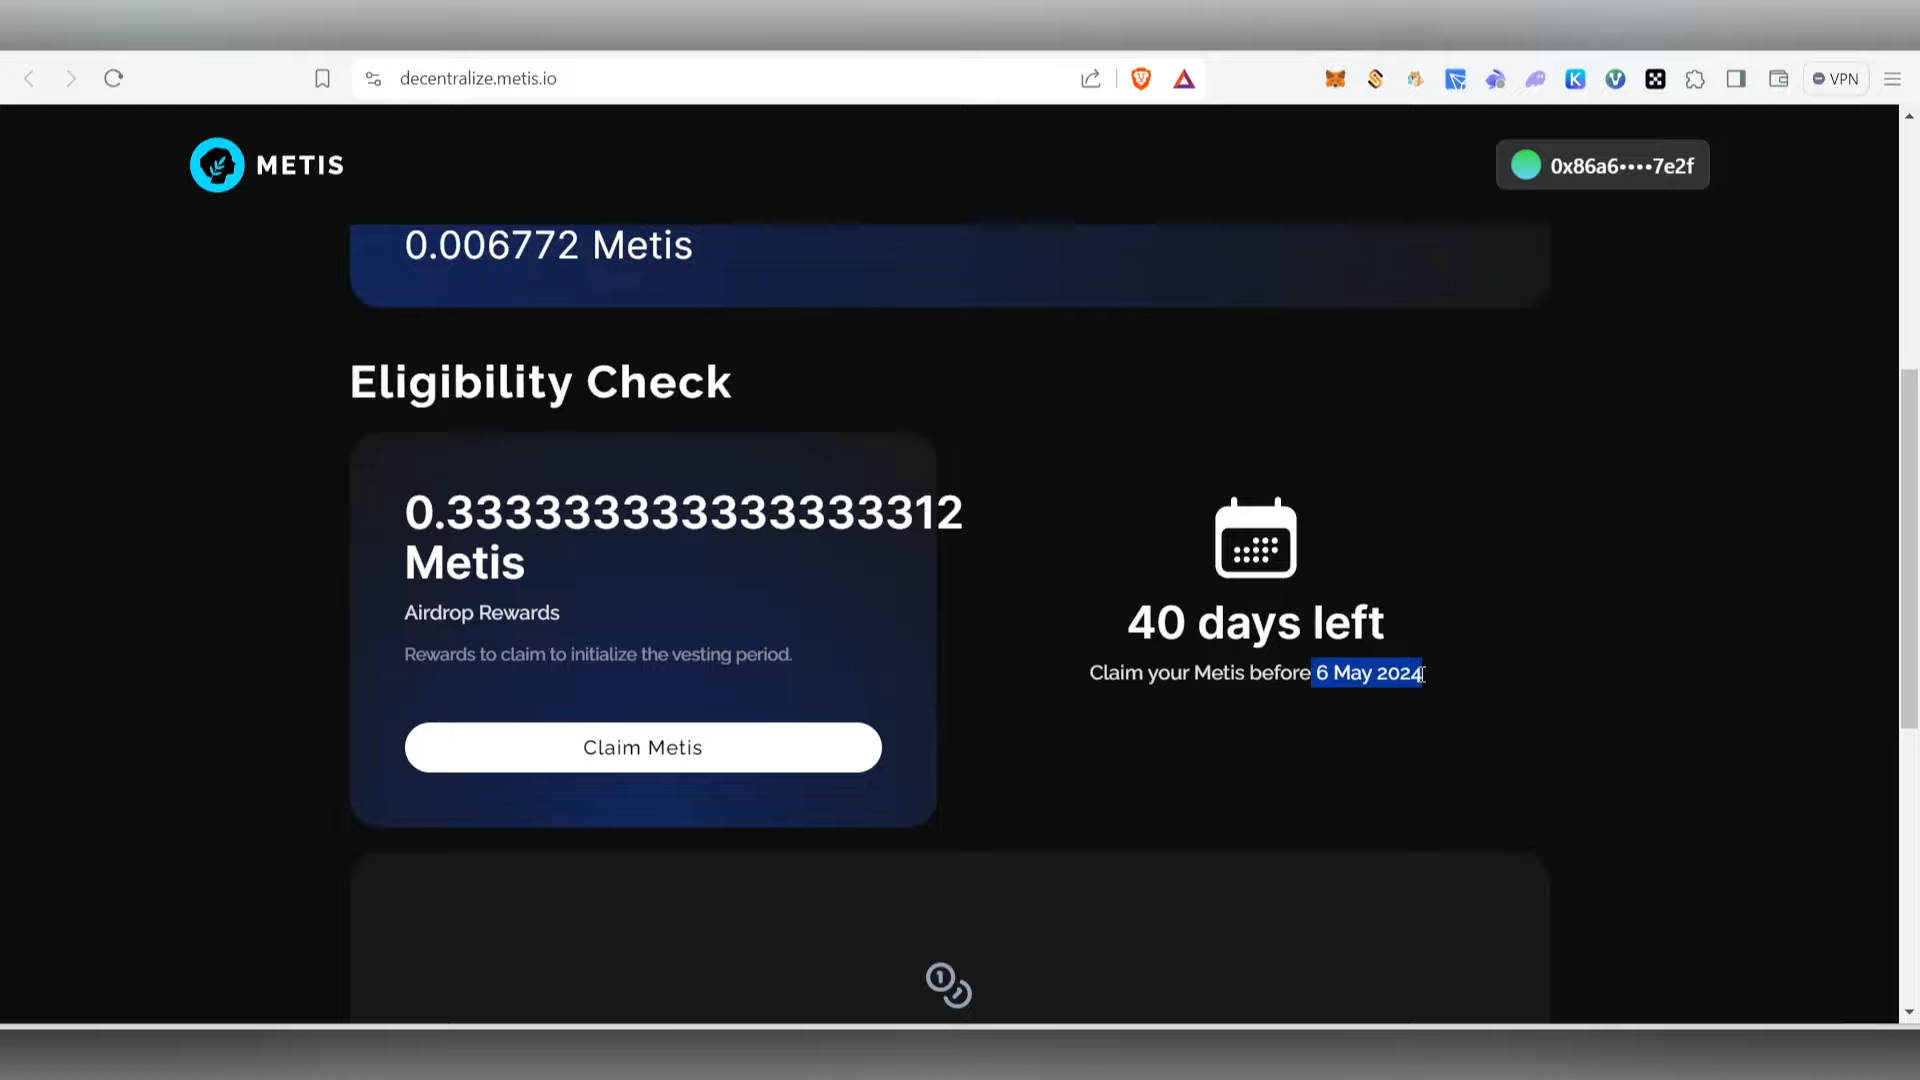 decentralize.metis.io
VPN
METIS
0x86a6••••7e2f
0.006772 Metis
Eligibility Check
0.333333333333333312
Metis
Airdrop Rewards
Rewards to claim to initialize the vesting period.
Claim Metis
40 days left
Claim your Metis before 6 May 2024